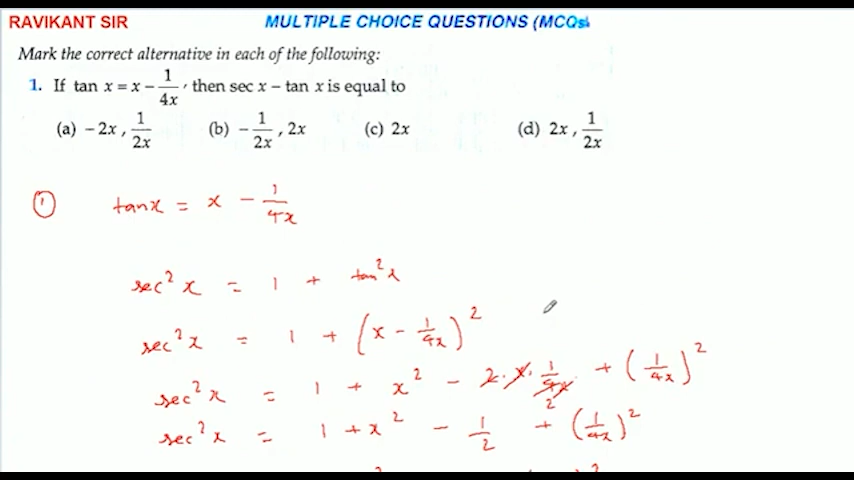 RAVIKANT SIR
MULTIPLE CHOICE QUESTIONS (MCQs)
Mark the correct alternative in each of the following:
1. If tan x = x − 1/4x, then sec x − tan x is equal to
(a) − 2x, 1/2x (b) − 1/2x, 2x (c) 2x (d) 2x, 1/2x
① tanx = x − 1/4x
sec²x = 1 + tan²x
sec²x = 1 + (x − 1/4x)²
sec²x = 1 + x² − 2·x·1/4x + (1/4x)²
2
sec²x = 1 + x² − 1/2 + (1/4x)²